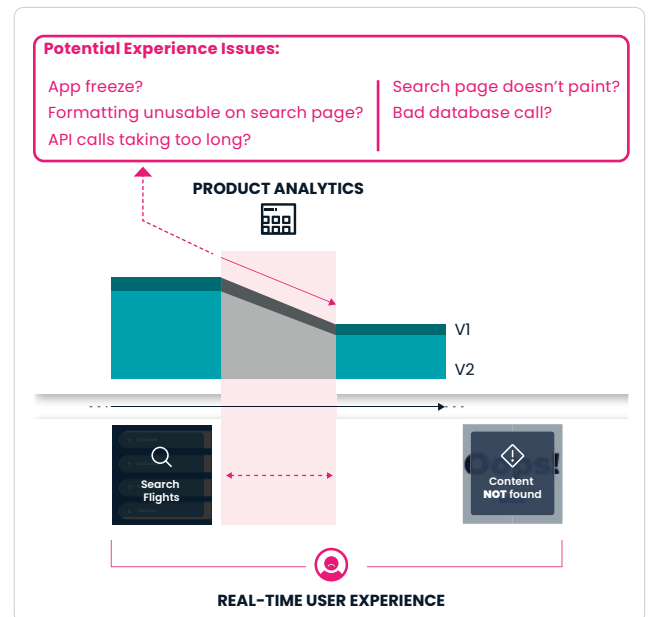 Potential Experience Issues:
App freeze?
Formatting unusable on search page?
API calls taking too long?
Search page doesn’t paint?
Bad database call?
PRODUCT ANALYTICS
V1
V2
Search
Flights
Oops!
Content
NOT found
REAL-TIME USER EXPERIENCE